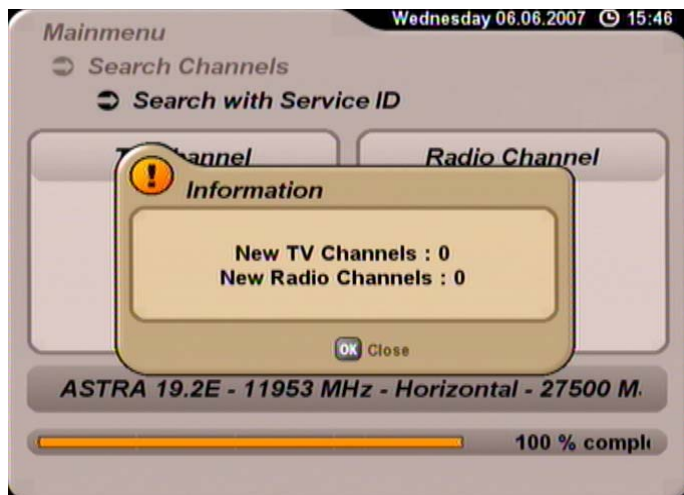 Wednesday 06.06.2007 15:46
Mainmenu
Search Channels
Search with Service ID
Radio Channel
Information
New TV Channels : 0
New Radio Channels : 0
OK Close
ASTRA 19.2E - 11953 MHz - Horizontal - 27500 M
100 %